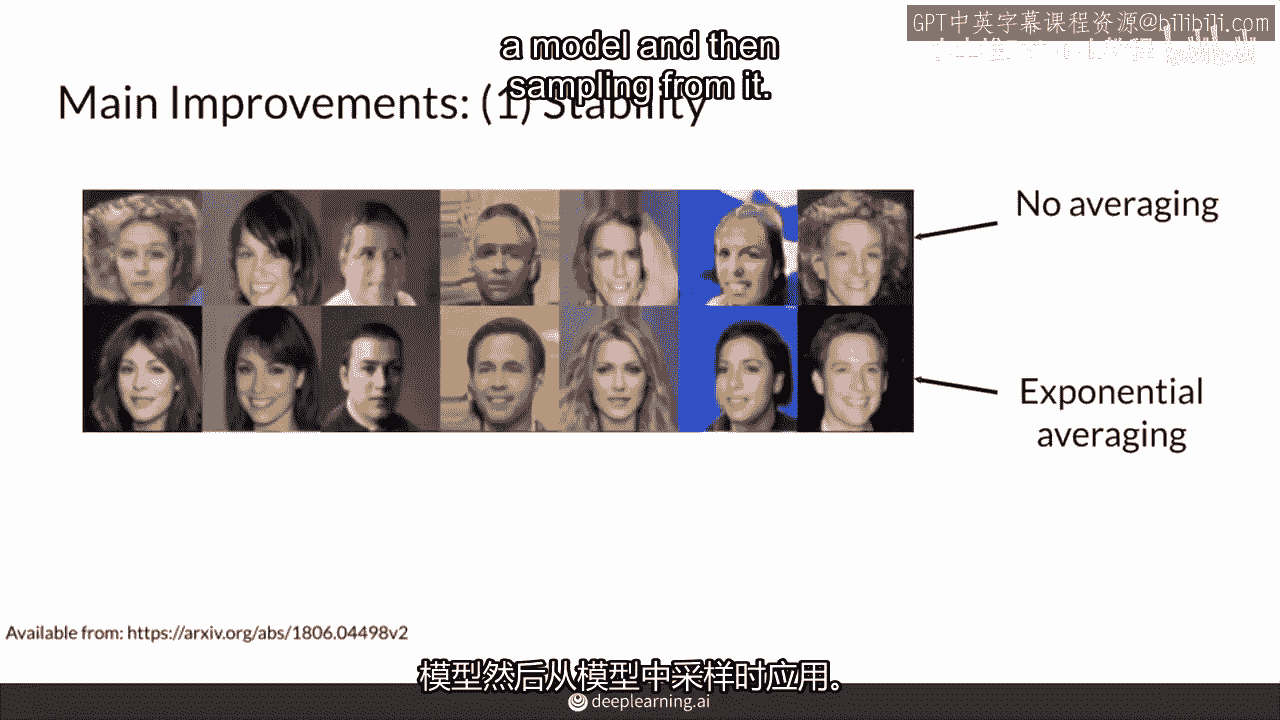 GPT中英字幕课程资源@bilibili.com
a model and then
sampling from it.
Main Improvements: (1) Stability
No averaging
Exponential
averaging
Available from: https://arxiv.org/abs/1806.04498v2
模型然后从模型中采样时应用。
deeplearning.ai